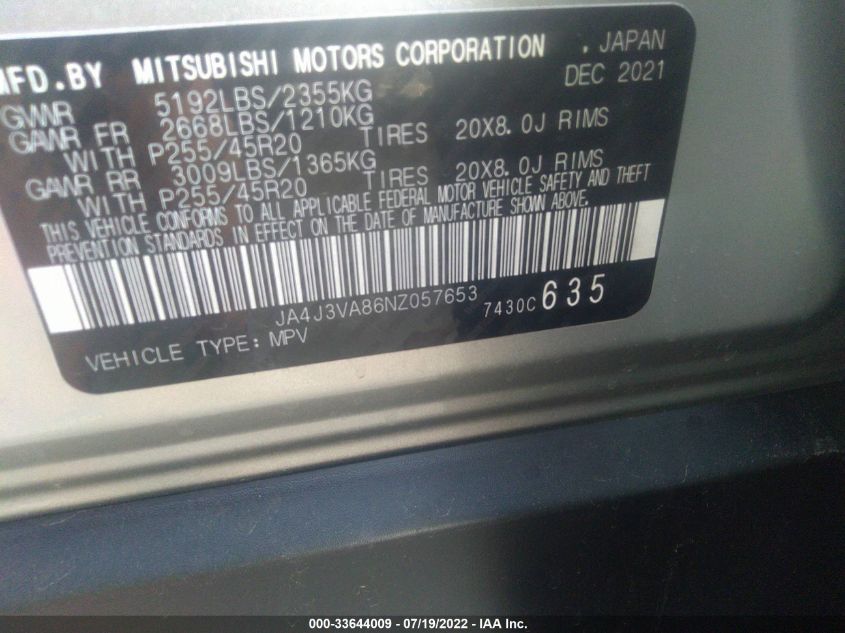 MFD.BY MITSUBISHI MOTORS CORPORATION , JAPAN
GVWR 5192LBS/2355KG DEC 2021
GAWR FR 2668LBS/1210KG TIRES 20X8.0J RIMS
WITH P255/45R20
GAWR RR 3009LBS/1365KG TIRES 20X8.0J RIMS
WITH P255/45R20
THIS VEHICLE CONFORMS TO ALL APPLICABLE FEDERAL MOTOR VEHICLE SAFETY AND THEFT
PREVENTION STANDARDS IN EFFECT ON THE DATE OF MANUFACTURE SHOWN ABOVE.
JA4J3VA86NZ057653 7430C 635
VEHICLE TYPE: MPV
000-33644009 - 07/19/2022 - IAA Inc.